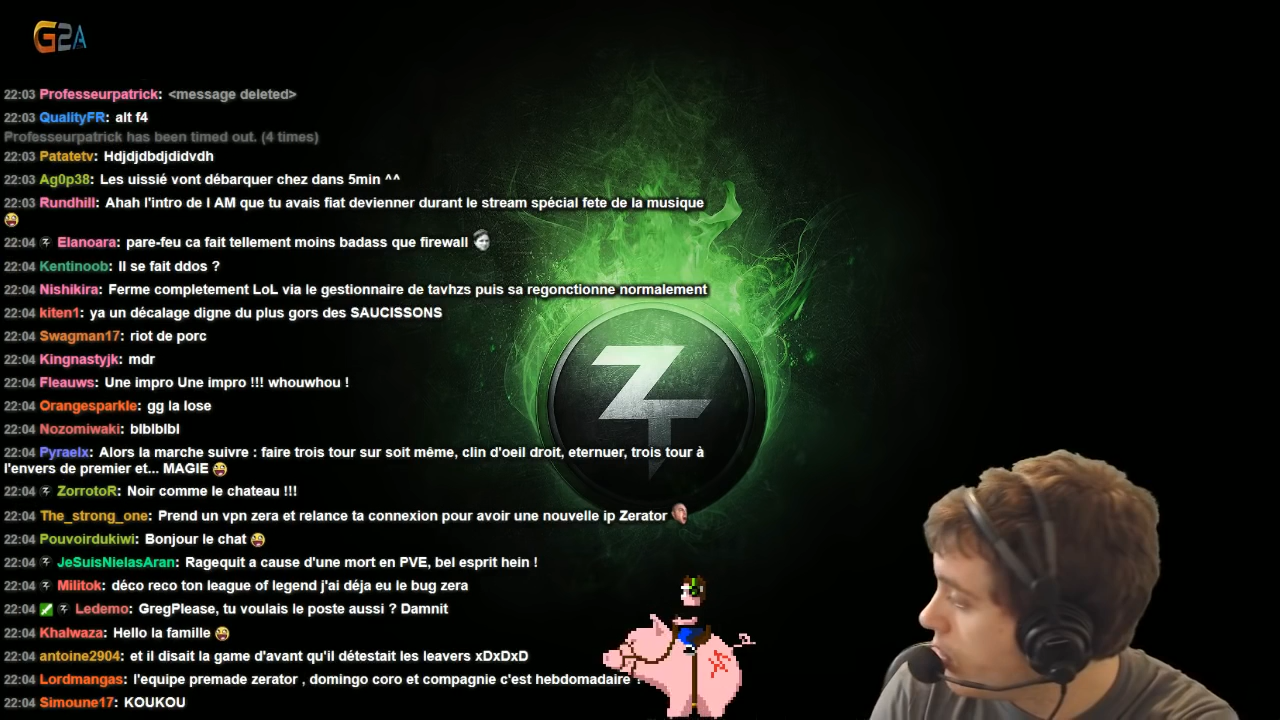 G2A
22:03 Professeurpatrick: <message deleted>
22:03 QualityFR: alt f4
Professeurpatrick has been timed out. (4 times)
22:03 Patatetv: Hdjdjdbdjdidvdh
22:03 Ag0p38: Les uissié vont débarquer chez dans 5min ^^
22:03 Rundhill: Ahah l'intro de I AM que tu avais fiat devienner durant le stream spécial fete de la musique
22:04 Elanoara: pare-feu ca fait tellement moins badass que firewall
22:04 Kentinoob: Il se fait ddos ?
22:04 Nishikira: Ferme completement LoL via le gestionnaire de tavhzs puis sa regonctionne normalement
22:04 kiten1: ya un décalage digne du plus gors des SAUCISSONS
22:04 Swagman17: riot de porc
22:04 Kingnastyjk: mdr
22:04 Fleauws: Une impro Une impro !!! whouwhou !
22:04 Orangesparkle: gg la lose
22:04 Nozomiwaki: blblblbl
22:04 Pyraelx: Alors la marche suivre : faire trois tour sur soit même, clin d'oeil droit, eternuer, trois tour à
l'envers de premier et... MAGIE
22:04 ZorrotoR: Noir comme le chateau !!!
22:04 The_strong_one: Prend un vpn zera et relance ta connexion pour avoir une nouvelle ip Zerator
22:04 Pouvoirdukiwi: Bonjour le chat
22:04 JeSuisNielasAran: Ragequit a cause d'une mort en PVE, bel esprit hein !
22:04 Militok: déco reco ton league of legend j'ai déja eu le bug zera
22:04 Ledemo: GregPlease, tu voulais le poste aussi ? Damnit
22:04 Khalwaza: Hello la famille
22:04 antoine2904: et il disait la game d'avant qu'il détestait les leavers xDxDxD
22:04 Lordmangas: l'equipe premade zerator , domingo coro et compagnie c'est hebdomadaire ?
22:04 Simoune17: KOUKOU
ZT